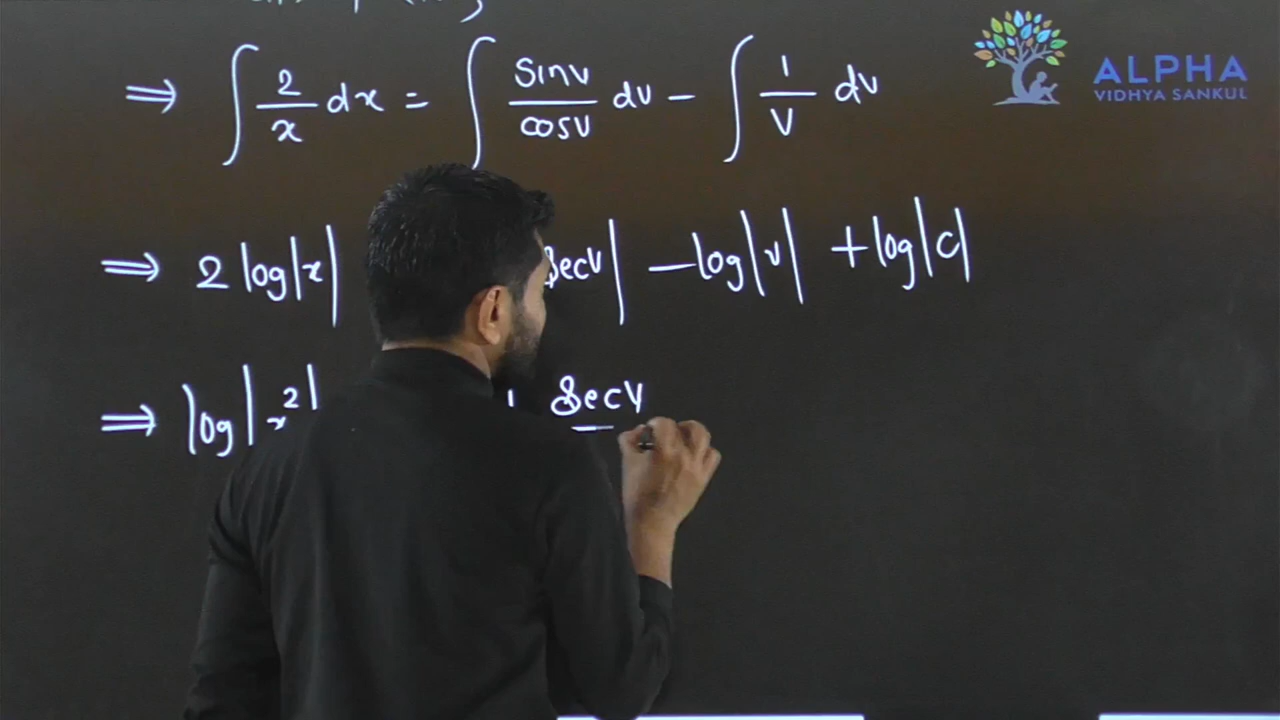 ALPHA
VIDHYA SANKUL
⇒ ∫ 2/x dx = ∫ sinv/cosv dv − ∫ 1/v dv
⇒ 2 log|x| secv| − log|v| + log|c|
⇒ log|x²| secv